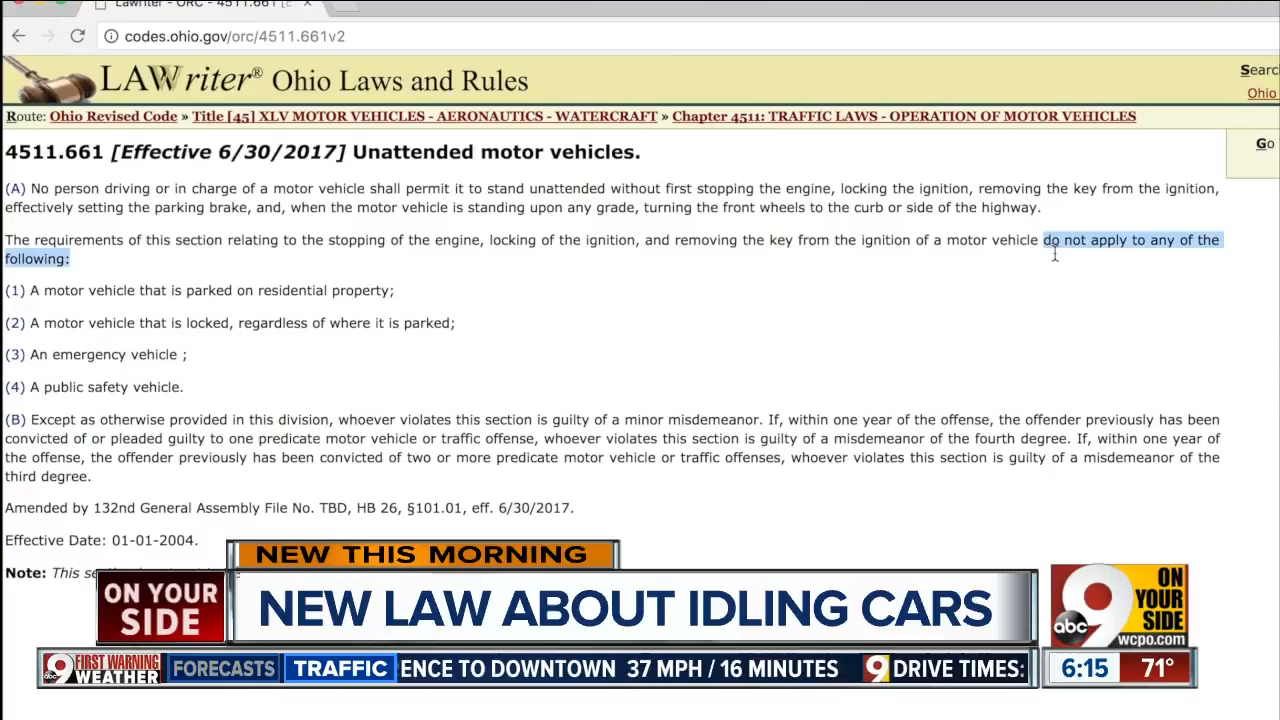 Lawriter - ORC - 4511.661 [E
codes.ohio.gov/orc/4511.661v2
LAWriter® Ohio Laws and Rules
Searc
Ohio
Route: Ohio Revised Code » Title [45] XLV MOTOR VEHICLES - AERONAUTICS - WATERCRAFT » Chapter 4511: TRAFFIC LAWS - OPERATION OF MOTOR VEHICLES
Go
4511.661 [Effective 6/30/2017] Unattended motor vehicles.
(A) No person driving or in charge of a motor vehicle shall permit it to stand unattended without first stopping the engine, locking the ignition, removing the key from the ignition,
effectively setting the parking brake, and, when the motor vehicle is standing upon any grade, turning the front wheels to the curb or side of the highway.
The requirements of this section relating to the stopping of the engine, locking of the ignition, and removing the key from the ignition of a motor vehicle do not apply to any of the
following:
(1) A motor vehicle that is parked on residential property;
(2) A motor vehicle that is locked, regardless of where it is parked;
(3) An emergency vehicle ;
(4) A public safety vehicle.
(B) Except as otherwise provided in this division, whoever violates this section is guilty of a minor misdemeanor. If, within one year of the offense, the offender previously has been
convicted of or pleaded guilty to one predicate motor vehicle or traffic offense, whoever violates this section is guilty of a misdemeanor of the fourth degree. If, within one year of
the offense, the offender previously has been convicted of two or more predicate motor vehicle or traffic offenses, whoever violates this section is guilty of a misdemeanor of the
third degree.
Amended by 132nd General Assembly File No. TBD, HB 26, §101.01, eff. 6/30/2017.
Effective Date: 01-01-2004.
Note: This se
NEW THIS MORNING
ON YOUR
SIDE
NEW LAW ABOUT IDLING CARS
abc 9
ON
YOUR
SIDE
wcpo.com
abc 9 FIRST WARNING
WEATHER
FORECASTS
TRAFFIC
ENCE TO DOWNTOWN 37 MPH / 16 MINUTES
9 DRIVE TIMES:
6:15
71°